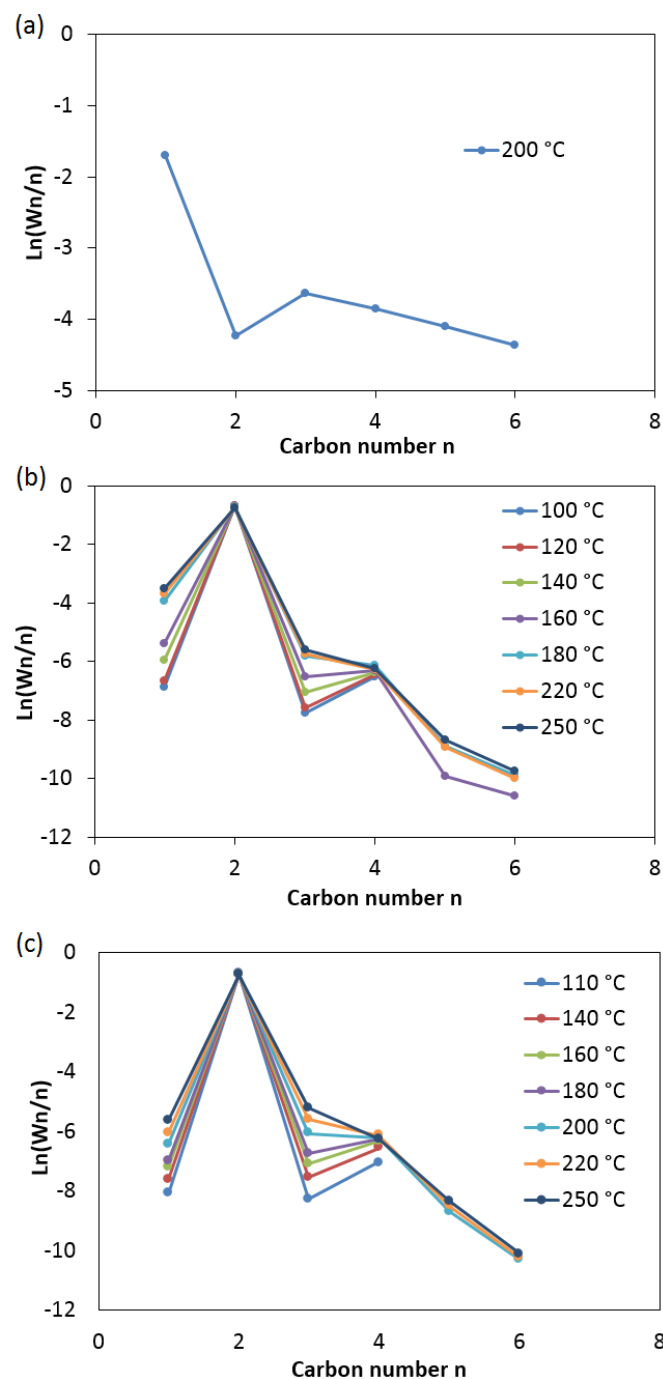 (a)
0
-1
-2
-3
-4
-5
Ln(Wn/n)
200 °C
0 2 4 6 8
Carbon number n
(b)
0
-2
-4
-6
-8
-10
-12
Ln(Wn/n)
100 °C
120 °C
140 °C
160 °C
180 °C
220 °C
250 °C
0 2 4 6 8
Carbon number n
(c)
0
-2
-4
-6
-8
-10
-12
Ln(Wn/n)
110 °C
140 °C
160 °C
180 °C
200 °C
220 °C
250 °C
0 2 4 6 8
Carbon number n